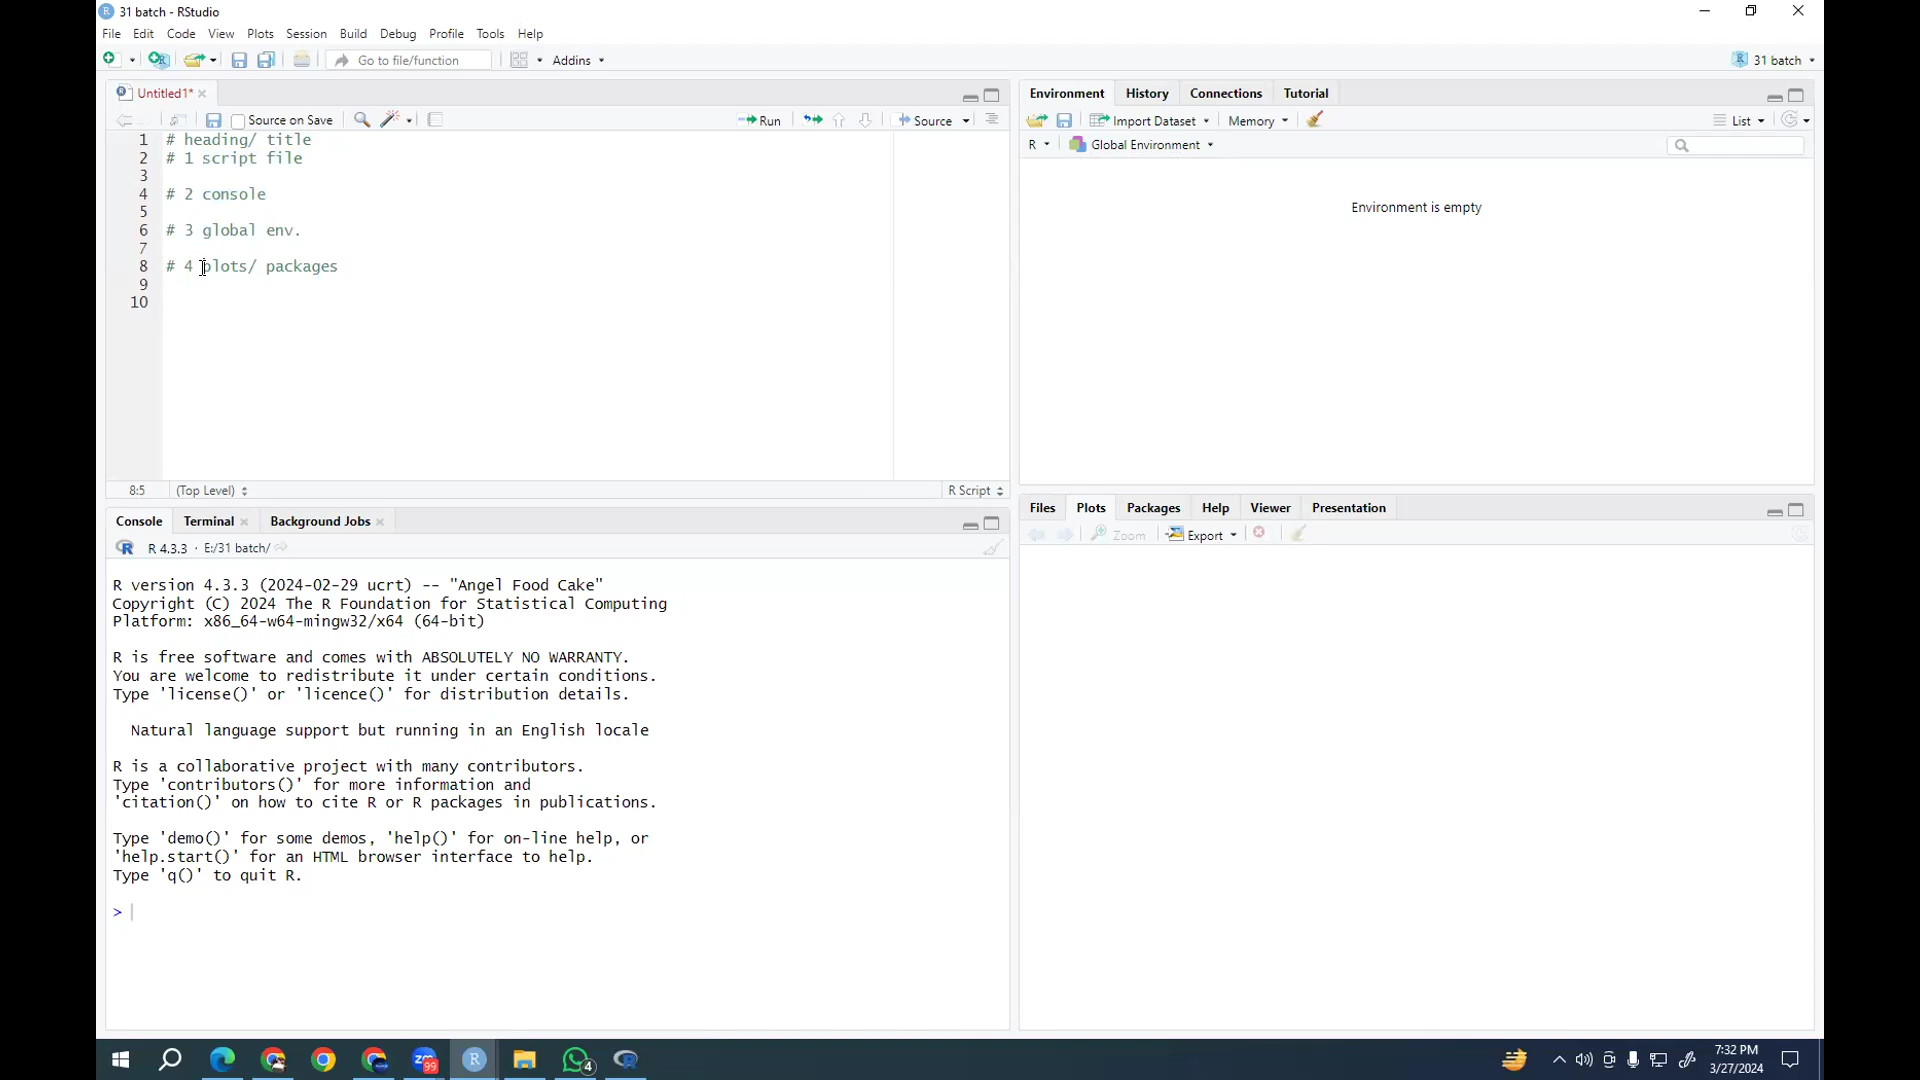 31 batch - RStudio
File Edit Code View Plots Session Build Debug Profile Tools Help
Go to file/function Addins 31 batch
Untitled1*
Source on Save Run Source
1 # heading/ title
2 # 1 script file
3
4 # 2 console
5
6 # 3 global env.
7
8 # 4 plots/ packages
9
10
8:5 (Top Level) R Script
Console Terminal Background Jobs
R 4.3.3 · E:/31 batch/
R version 4.3.3 (2024-02-29 ucrt) -- "Angel Food Cake"
Copyright (C) 2024 The R Foundation for Statistical Computing
Platform: x86_64-w64-mingw32/x64 (64-bit)
R is free software and comes with ABSOLUTELY NO WARRANTY.
You are welcome to redistribute it under certain conditions.
Type 'license()' or 'licence()' for distribution details.
Natural language support but running in an English locale
R is a collaborative project with many contributors.
Type 'contributors()' for more information and
'citation()' on how to cite R or R packages in publications.
Type 'demo()' for some demos, 'help()' for on-line help, or
'help.start()' for an HTML browser interface to help.
Type 'q()' to quit R.
>
Environment History Connections Tutorial
Import Dataset Memory List
R Global Environment
Environment is empty
Files Plots Packages Help Viewer Presentation
Zoom Export
zm 99 R 4
7:32 PM
3/27/2024